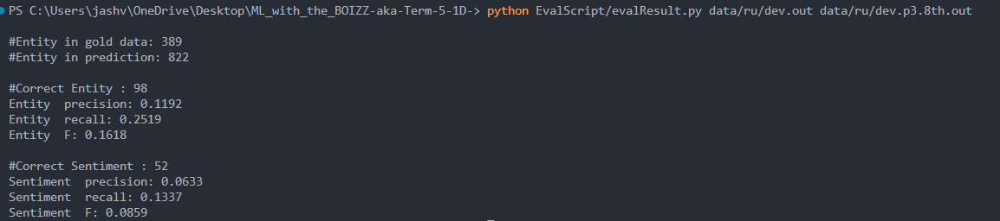 PS C:\Users\jashv\OneDrive\Desktop\ML_with_the_BOIZZ-aka-Term-5-1D-> python EvalScript/evalResult.py data/ru/dev.out data/ru/dev.p3.8th.out
#Entity in gold data: 389
#Entity in prediction: 822
#Correct Entity : 98
Entity  precision: 0.1192
Entity  recall: 0.2519
Entity  F: 0.1618
#Correct Sentiment : 52
Sentiment  precision: 0.0633
Sentiment  recall: 0.1337
Sentiment  F: 0.0859